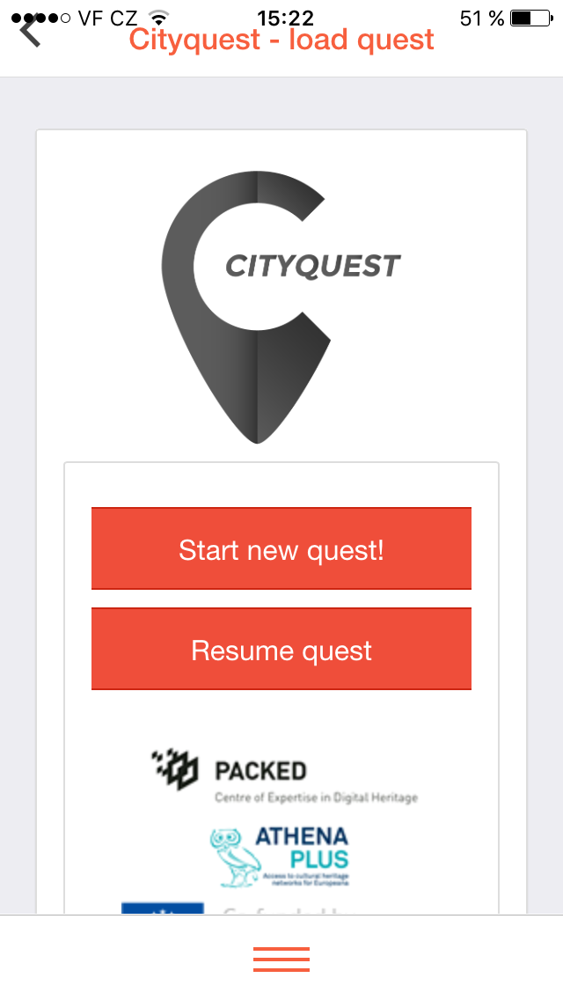 VF CZ 15:22 51 %
Cityquest - load quest
CITYQUEST
Start new quest!
Resume quest
PACKED
Centre of Expertise in Digital Heritage
ATHENA
PLUS
Access to cultural heritage
networks for Europeana